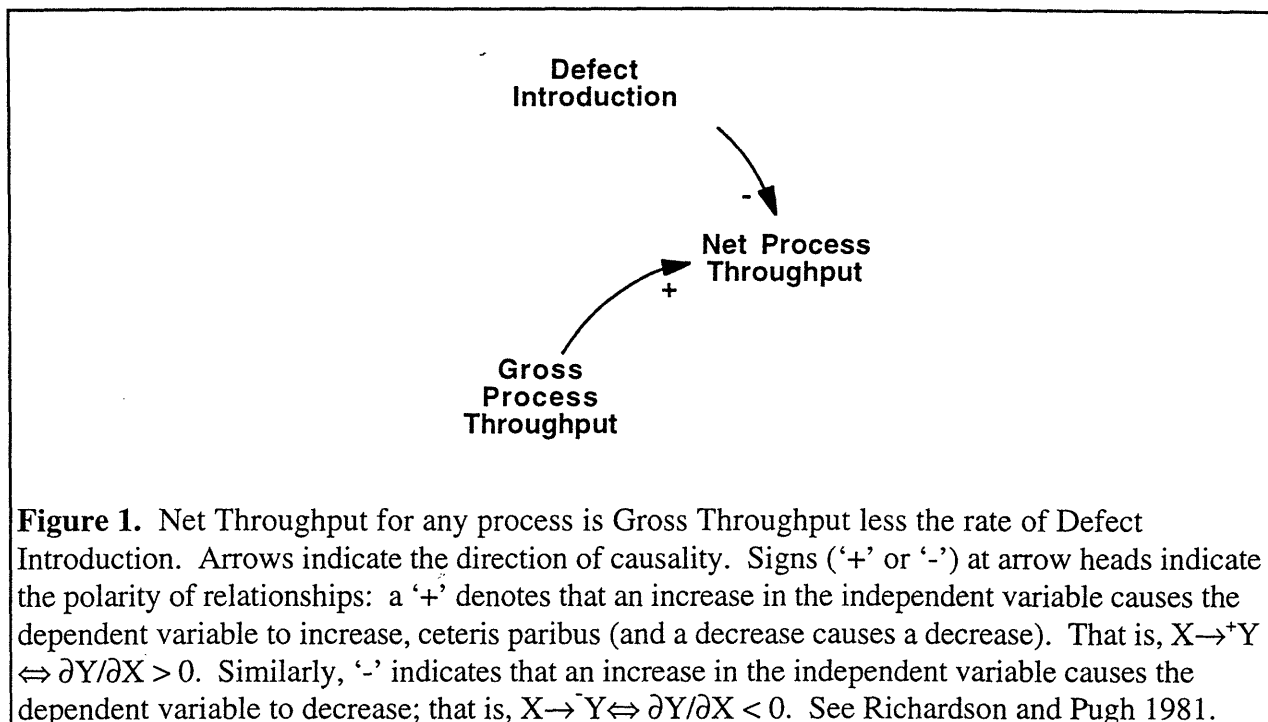 Defect
Introduction
-
Net Process
Throughput
+
Gross
Process
Throughput
Figure 1. Net Throughput for any process is Gross Throughput less the rate of Defect
Introduction. Arrows indicate the direction of causality. Signs (‘+’ or ‘-’) at arrow heads indicate
the polarity of relationships: a ‘+’ denotes that an increase in the independent variable causes the
dependent variable to increase, ceteris paribus (and a decrease causes a decrease). That is, X→⁺Y
⇔ ∂Y/∂X > 0. Similarly, ‘-’ indicates that an increase in the independent variable causes the
dependent variable to decrease; that is, X→⁻Y⇔ ∂Y/∂X < 0. See Richardson and Pugh 1981.